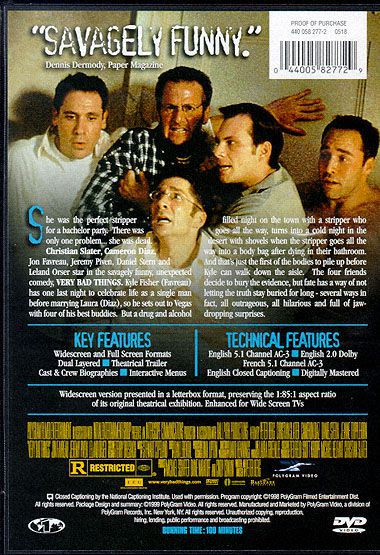 "SAVAGELY FUNNY."
Dennis Dermody, Paper Magazine
PROOF OF PURCHASE
440 058 277-2 0518
0 44005 82772 9
She was the perfect stripper
for a bachelor party. There was
only one problem... she was dead.
Christian Slater, Cameron Diaz,
Jon Favreau, Jeremy Piven, Daniel Stern and
Leland Orser star in the savagely funny, unexpected
comedy, VERY BAD THINGS. Kyle Fisher (Favreau)
has one last night to celebrate life as a single man
before marrying Laura (Diaz), so he sets out to Vegas
with four of his best buddies. But a drug and alcohol
filled night on the town with a stripper who
goes all the way, turns into a cold night in the
desert with shovels when the stripper goes all the
way into a body bag after dying in their bathroom.
And that's just the first of the bodies to pile up before
Kyle can walk down the aisle. The four friends
decide to bury the evidence, but fate has a way of not
letting the truth stay buried for long - several ways in
fact, all outrageous, all hilarious and full of jaw-
dropping surprises.
KEY FEATURES
Widescreen and Full Screen Formats
Dual Layered ■ Theatrical Trailer
Cast & Crew Biographies ■ Interactive Menus
TECHNICAL FEATURES
English 5.1 Channel AC-3 ■ English 2.0 Dolby
French 5.1 Channel AC-3
English Closed Captioning ■ Digitally Mastered
Widescreen version presented in a letterbox format, preserving the 1:85:1 aspect ratio
of its original theatrical exhibition. Enhanced for Wide Screen TVs
R RESTRICTED
www.verybadthings.com
POLYGRAM VIDEO
Closed Captioning by the National Captioning Institute. Used with permission. Program copyright ©1998 PolyGram Filmed Entertainment Dist.
All rights reserved. Package Design and summary: ©1999 PolyGram Video. All rights reserved. Manufactured and Marketed by PolyGram Video, a division of
PolyGram Records, Inc. New York, NY. All rights reserved. Unauthorized copying, reproduction,
hiring, lending, public performance and broadcasting prohibited.
RUNNING TIME: 100 MINUTES
DVD
VIDEO